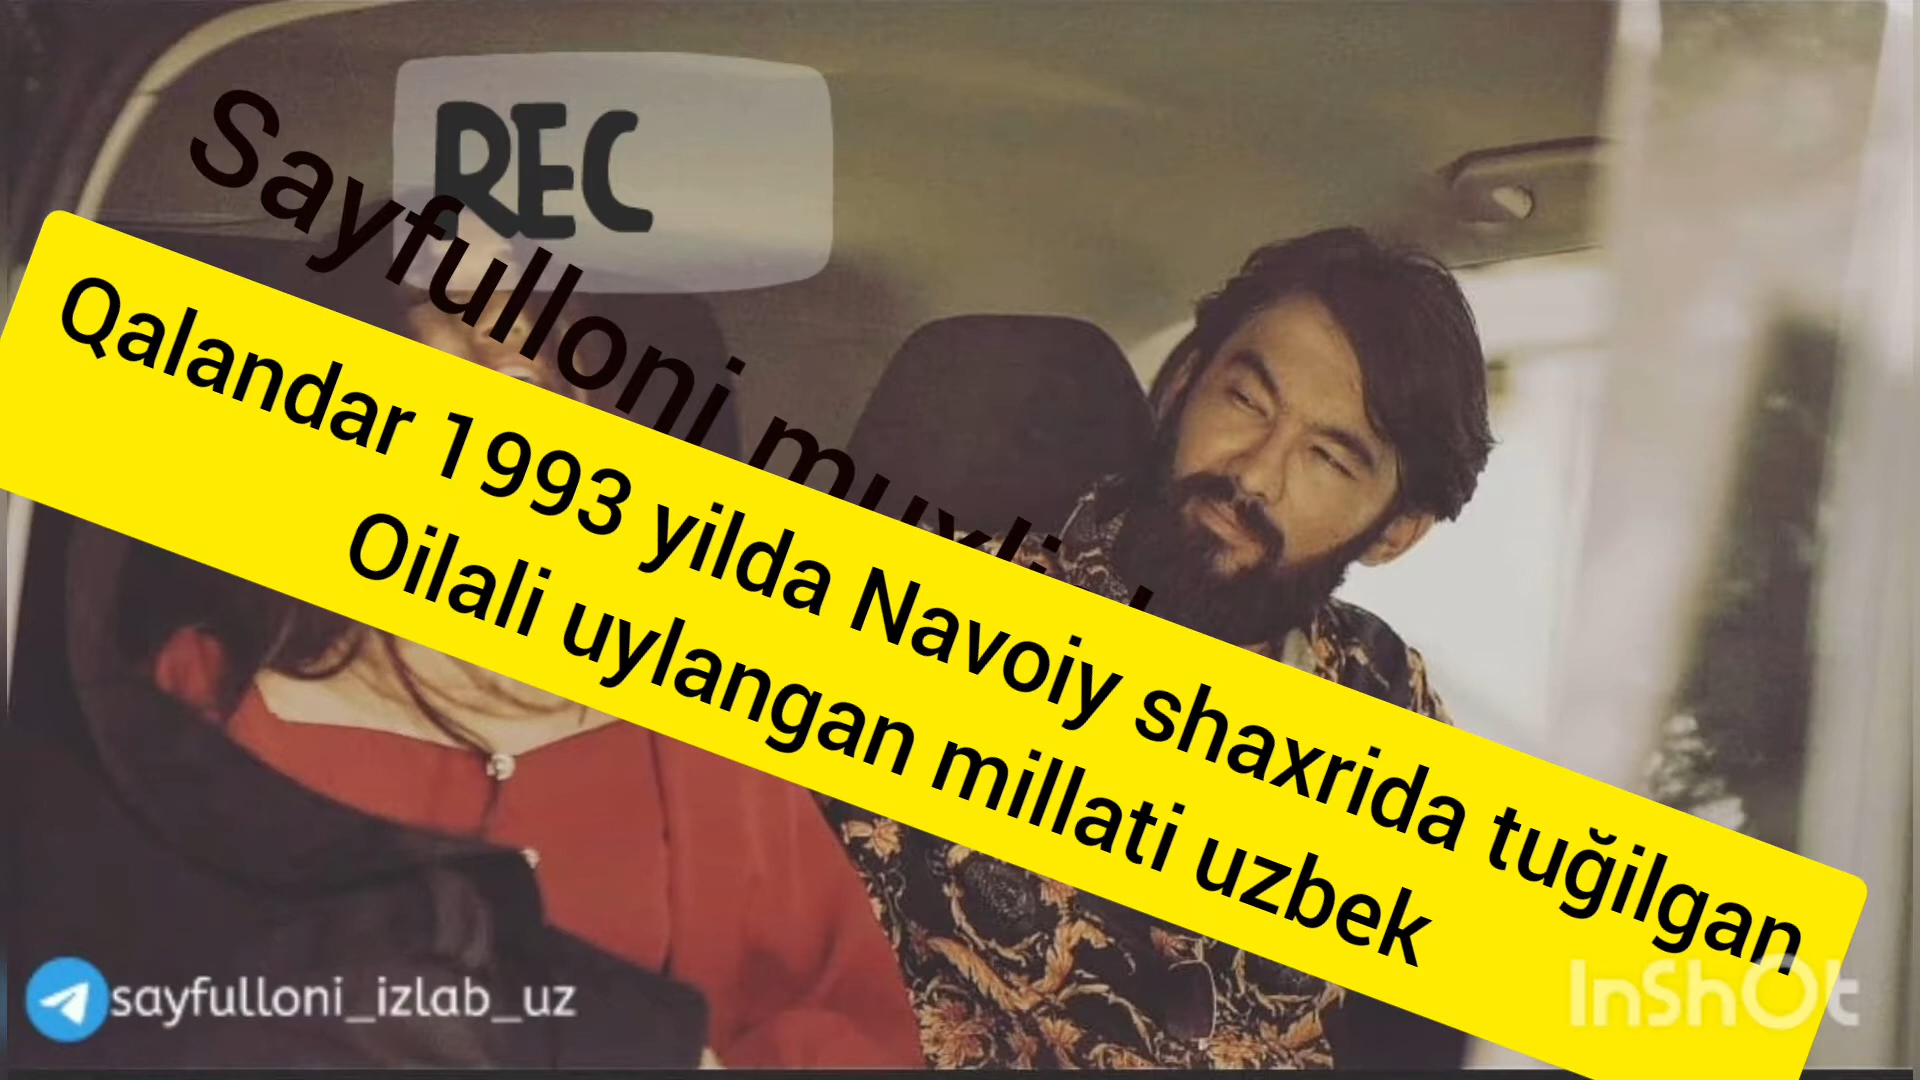 REC
Sayfulloni
Qalandar 1993 yilda Navoiy shaxrida tuğilgan
Oilali uylangan millati uzbek
sayfulloni_izlab_uz
InShOt